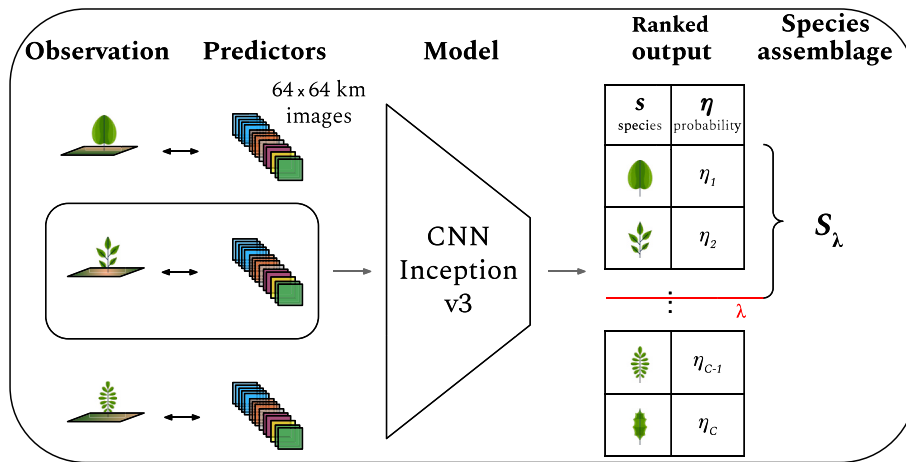 Observation
Predictors
Model
Ranked
output
Species
assemblage
64 x 64 km
images
s
species
η
probability
η1
η2
CNN
Inception
v3
Sλ
⋮
λ
ηC-1
ηC